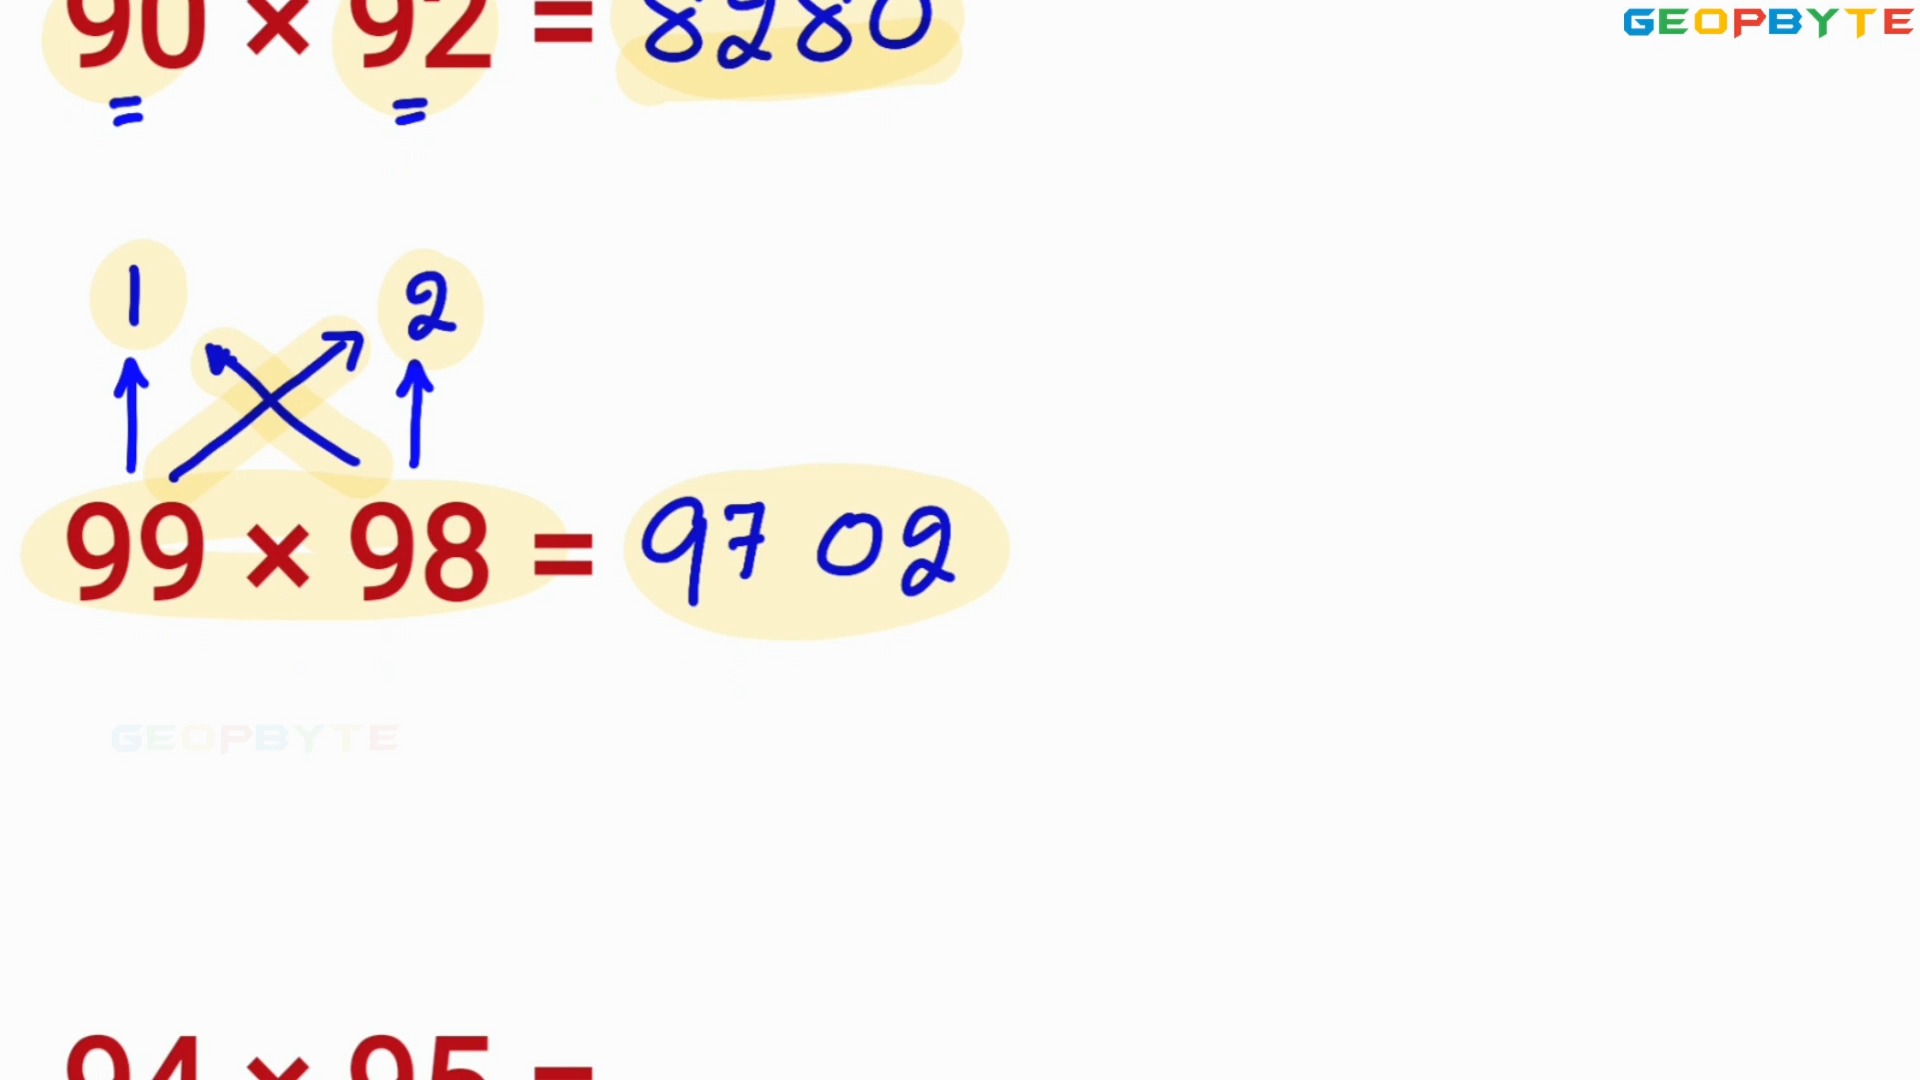 GEOPBYTE
90 × 92 = 8280
= =
1 2
99 × 98 = 9702
GEOPBYTE
94 × 95 =